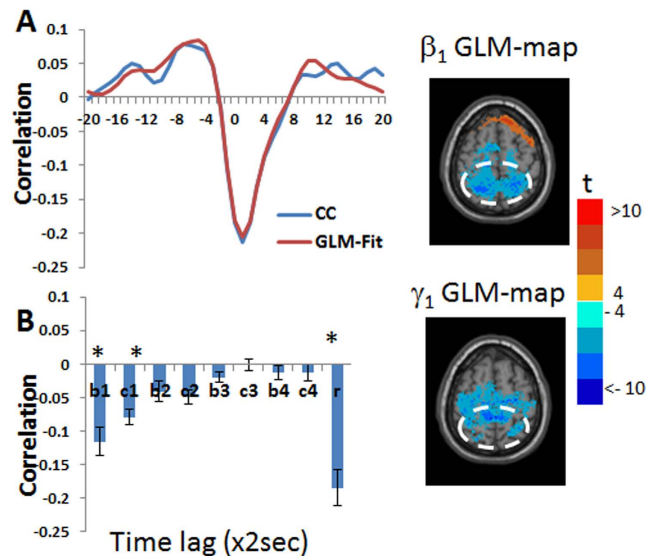 A
0.1
0.05
0
-0.05
-0.1
-0.15
-0.2
-0.25
Correlation
-20 -16 -12 -8 -4 0 4 8 12 16 20
CC
GLM-Fit
B
0.1
0.05
0
-0.05
-0.1
-0.15
-0.2
-0.25
Correlation
* * *
b1 c1 b2 c2 b3 c3 b4 c4 r
Time lag (x2sec)
β₁ GLM-map
γ₁ GLM-map
t
>10
4
- 4
<- 10